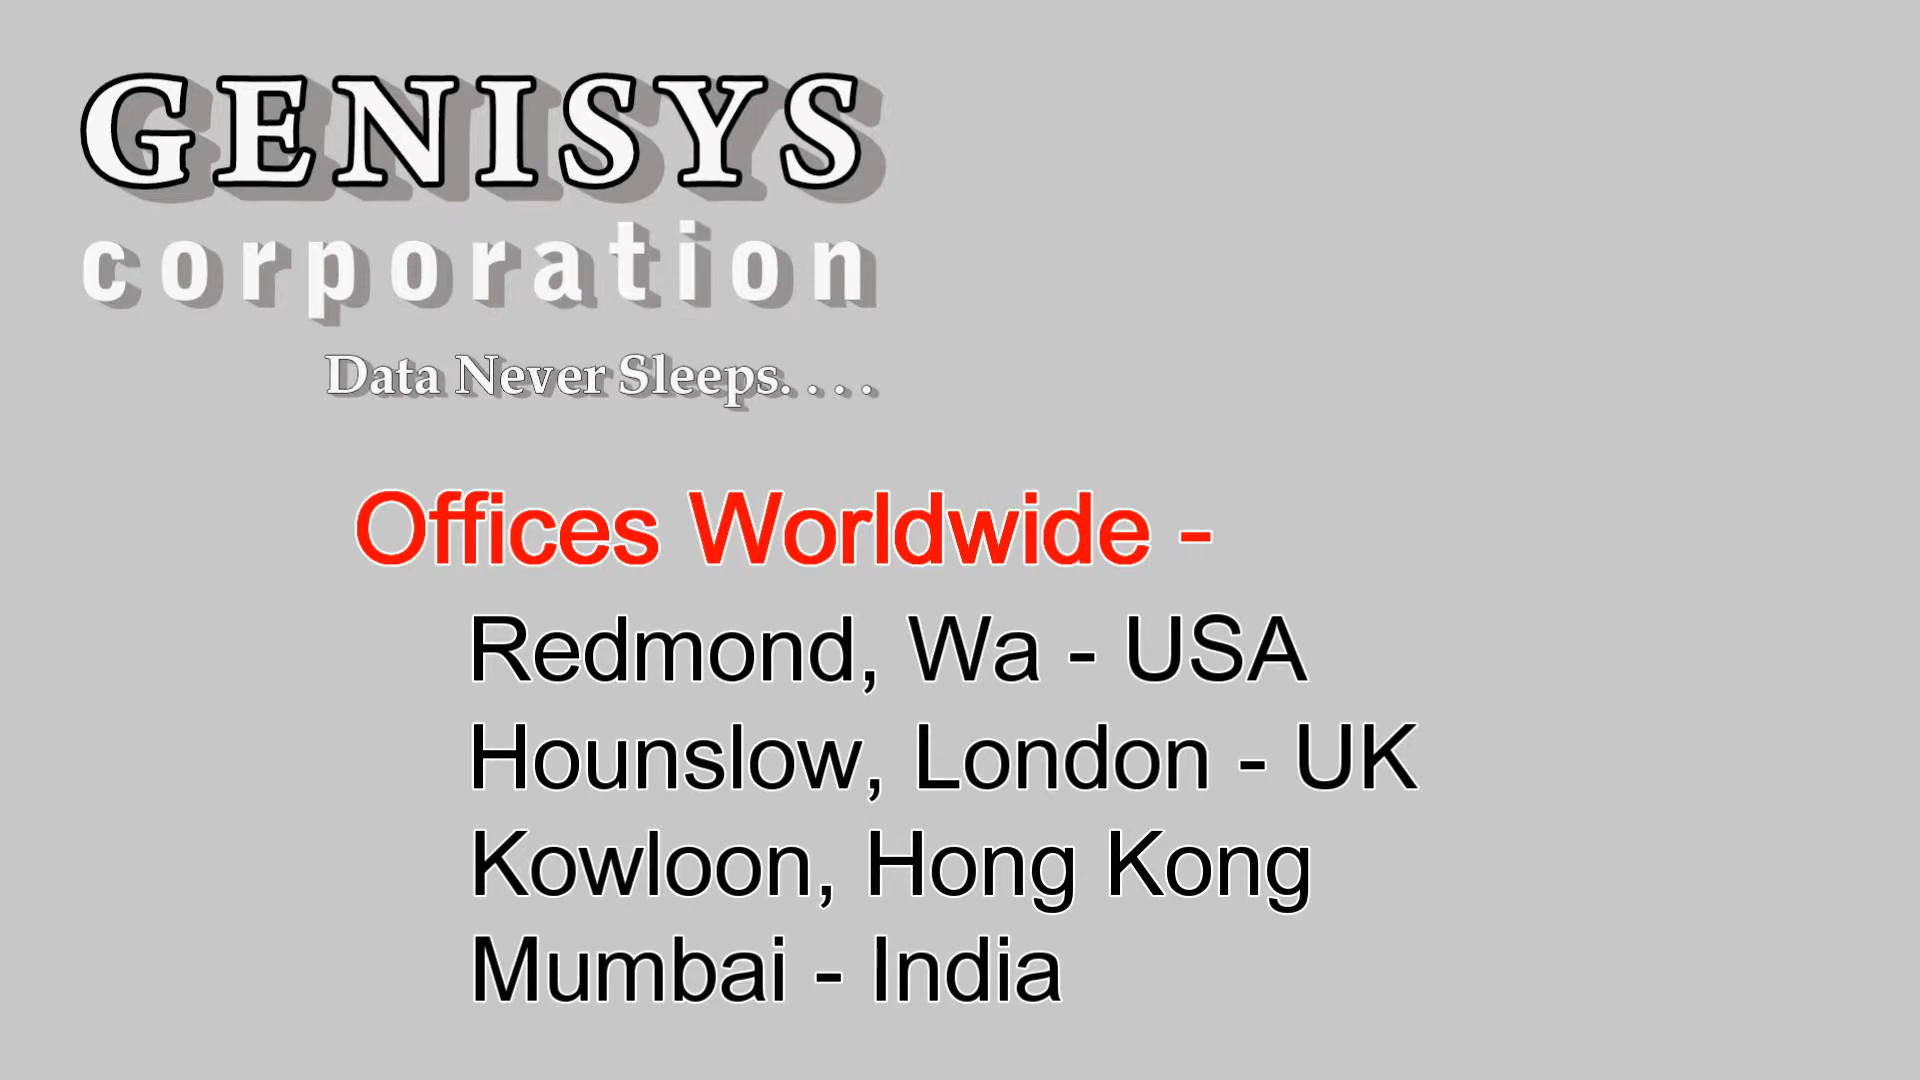 GENISYS
corporation
Data Never Sleeps. . . .
Offices Worldwide -
Redmond, Wa - USA
Hounslow, London - UK
Kowloon, Hong Kong
Mumbai - India